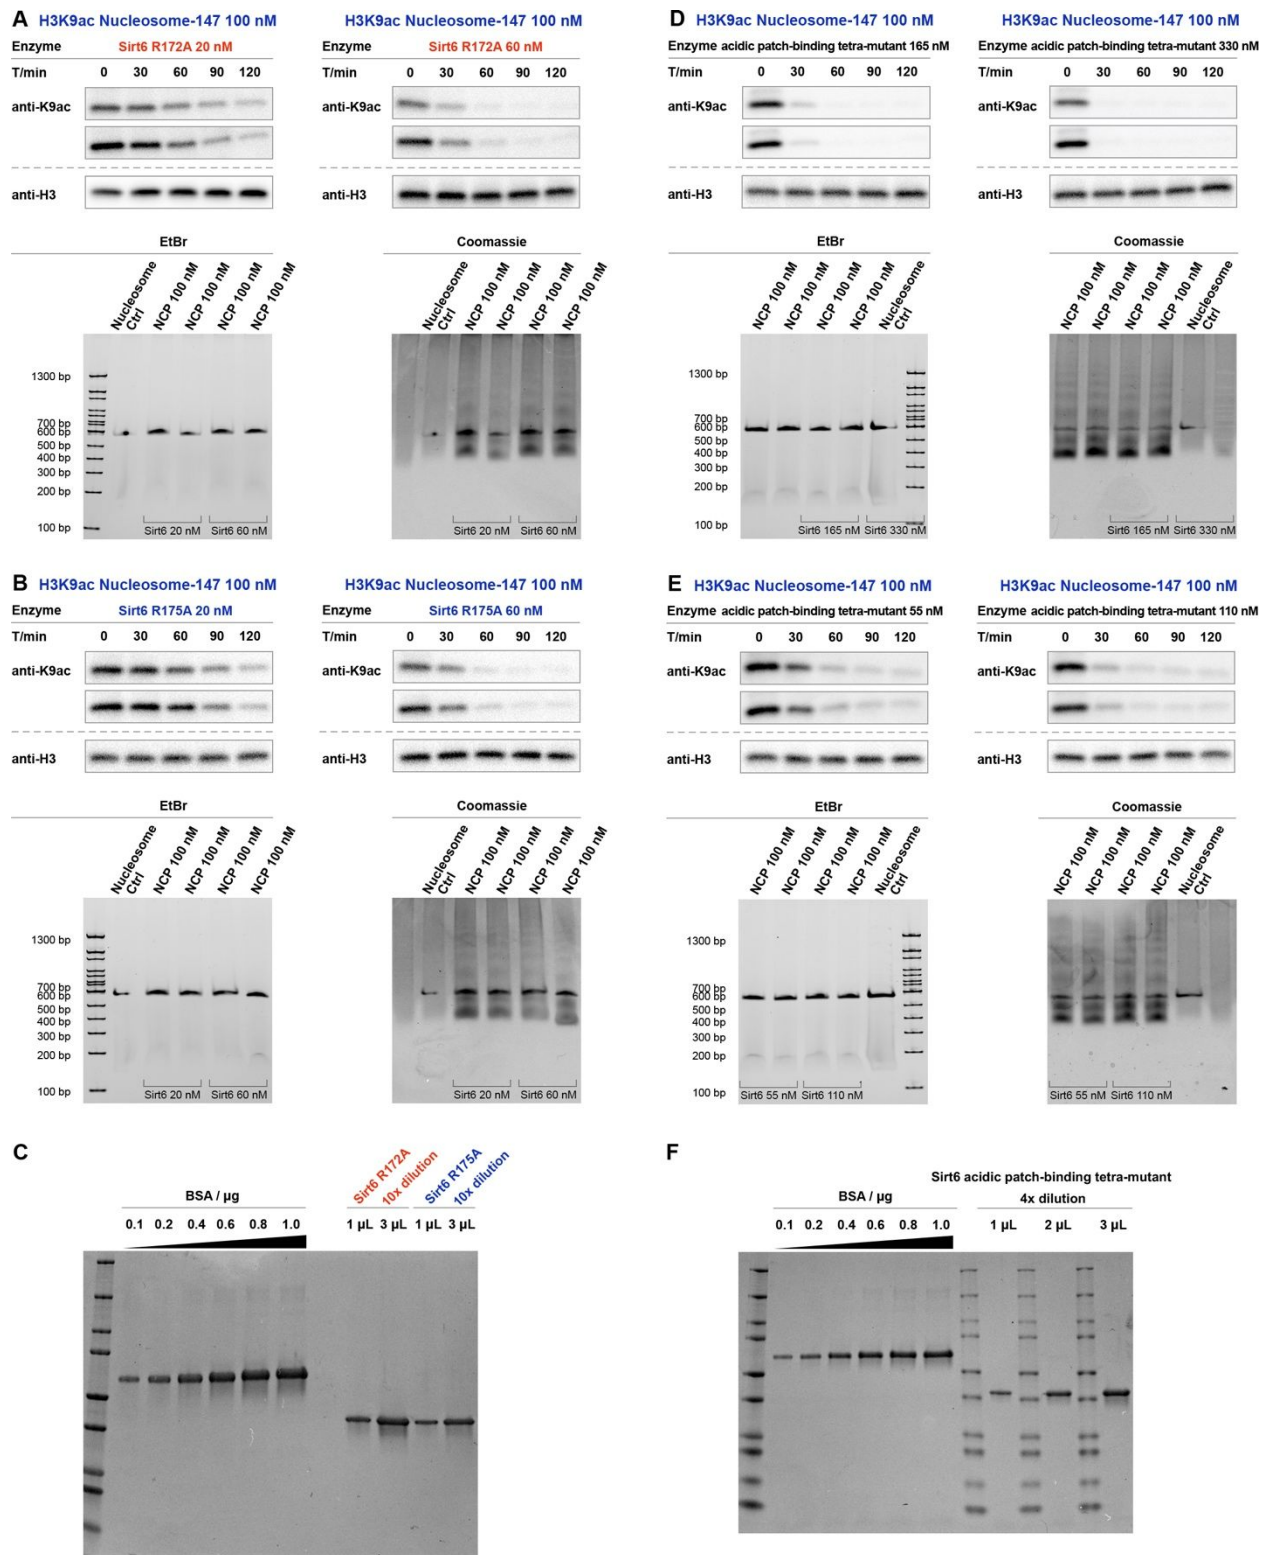 A
H3K9ac Nucleosome-147 100 nM
H3K9ac Nucleosome-147 100 nM
Enzyme Sirt6 R172A 20 nM
Sirt6 R172A 60 nM
T/min 0 30 60 90 120
0 30 60 90 120
anti-K9ac
anti-H3
EtBr
Coomassie
Nucleosome Ctrl
NCP 100 nM
NCP 100 nM
NCP 100 nM
NCP 100 nM
Nucleosome Ctrl
NCP 100 nM
NCP 100 nM
NCP 100 nM
NCP 100 nM
1300 bp
700 bp
600 bp
500 bp
400 bp
300 bp
200 bp
100 bp
Sirt6 20 nM Sirt6 60 nM
Sirt6 20 nM Sirt6 60 nM
B
H3K9ac Nucleosome-147 100 nM
H3K9ac Nucleosome-147 100 nM
Enzyme Sirt6 R175A 20 nM
Enzyme Sirt6 R175A 60 nM
T/min 0 30 60 90 120
T/min 0 30 60 90 120
anti-K9ac
anti-K9ac
anti-H3
anti-H3
EtBr
Coomassie
Nucleosome Ctrl
NCP 100 nM
NCP 100 nM
NCP 100 nM
NCP 100 nM
Nucleosome Ctrl
NCP 100 nM
NCP 100 nM
NCP 100 nM
NCP 100 nM
1300 bp
700 bp
600 bp
500 bp
400 bp
300 bp
200 bp
100 bp
Sirt6 20 nM Sirt6 60 nM
Sirt6 20 nM Sirt6 60 nM
C
BSA / µg
0.1 0.2 0.4 0.6 0.8 1.0
Sirt6 R172A
10x dilution
Sirt6 R175A
10x dilution
1 µL 3 µL 1 µL 3 µL
D
H3K9ac Nucleosome-147 100 nM
H3K9ac Nucleosome-147 100 nM
Enzyme acidic patch-binding tetra-mutant 165 nM
Enzyme acidic patch-binding tetra-mutant 330 nM
T/min 0 30 60 90 120
T/min 0 30 60 90 120
anti-K9ac
anti-K9ac
anti-H3
anti-H3
EtBr
Coomassie
NCP 100 nM
NCP 100 nM
NCP 100 nM
NCP 100 nM
Nucleosome Ctrl
NCP 100 nM
NCP 100 nM
NCP 100 nM
NCP 100 nM
Nucleosome Ctrl
1300 bp
700 bp
600 bp
500 bp
400 bp
300 bp
200 bp
100 bp
Sirt6 165 nM Sirt6 330 nM
Sirt6 165 nM Sirt6 330 nM
E
H3K9ac Nucleosome-147 100 nM
H3K9ac Nucleosome-147 100 nM
Enzyme acidic patch-binding tetra-mutant 55 nM
Enzyme acidic patch-binding tetra-mutant 110 nM
T/min 0 30 60 90 120
T/min 0 30 60 90 120
anti-K9ac
anti-K9ac
anti-H3
anti-H3
EtBr
Coomassie
NCP 100 nM
NCP 100 nM
NCP 100 nM
NCP 100 nM
Nucleosome Ctrl
NCP 100 nM
NCP 100 nM
NCP 100 nM
NCP 100 nM
Nucleosome Ctrl
1300 bp
700 bp
600 bp
500 bp
400 bp
300 bp
200 bp
100 bp
Sirt6 55 nM Sirt6 110 nM
Sirt6 55 nM Sirt6 110 nM
F
BSA / µg
0.1 0.2 0.4 0.6 0.8 1.0
Sirt6 acidic patch-binding tetra-mutant
4x dilution
1 µL 2 µL 3 µL